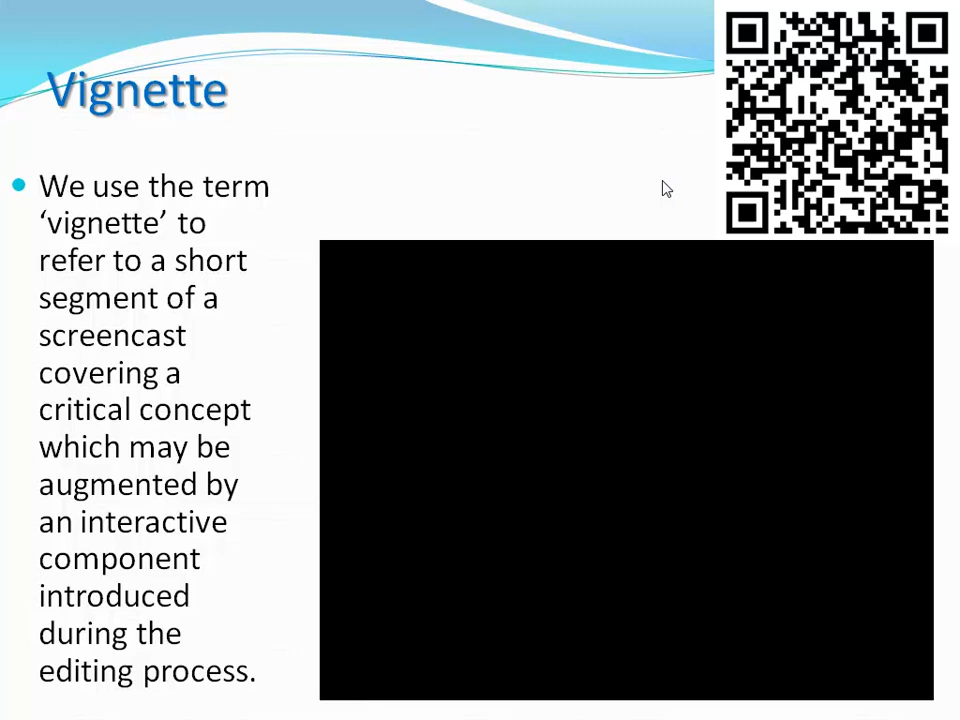 Vignette
We use the term
‘vignette’ to
refer to a short
segment of a
screencast
covering a
critical concept
which may be
augmented by
an interactive
component
introduced
during the
editing process.